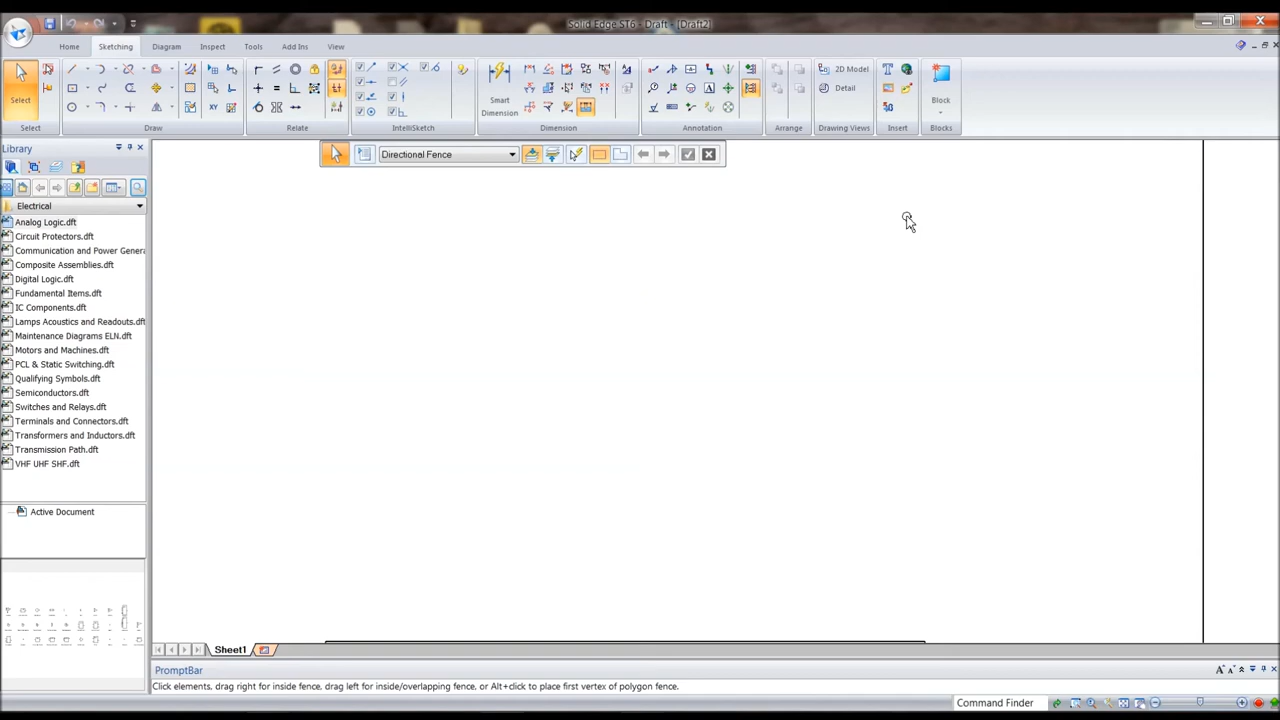 Solid Edge ST6 - Draft - [Draft2]
Home Sketching Diagram Inspect Tools Add Ins View
Select
Smart
Dimension
2D Model
Detail
Block
Select Draw Relate IntelliSketch Dimension Annotation Arrange Drawing Views Insert Blocks
Library
Directional Fence
Electrical
Analog Logic.dft
Circuit Protectors.dft
Communication and Power Genera
Composite Assemblies.dft
Digital Logic.dft
Fundamental Items.dft
IC Components.dft
Lamps Acoustics and Readouts.dft
Maintenance Diagrams ELN.dft
Motors and Machines.dft
PCL & Static Switching.dft
Qualifying Symbols.dft
Semiconductors.dft
Switches and Relays.dft
Terminals and Connectors.dft
Transformers and Inductors.dft
Transmission Path.dft
VHF UHF SHF.dft
Active Document
Sheet1
PromptBar
Click elements, drag right for inside fence, drag left for inside/overlapping fence, or Alt+click to place first vertex of polygon fence.
Command Finder